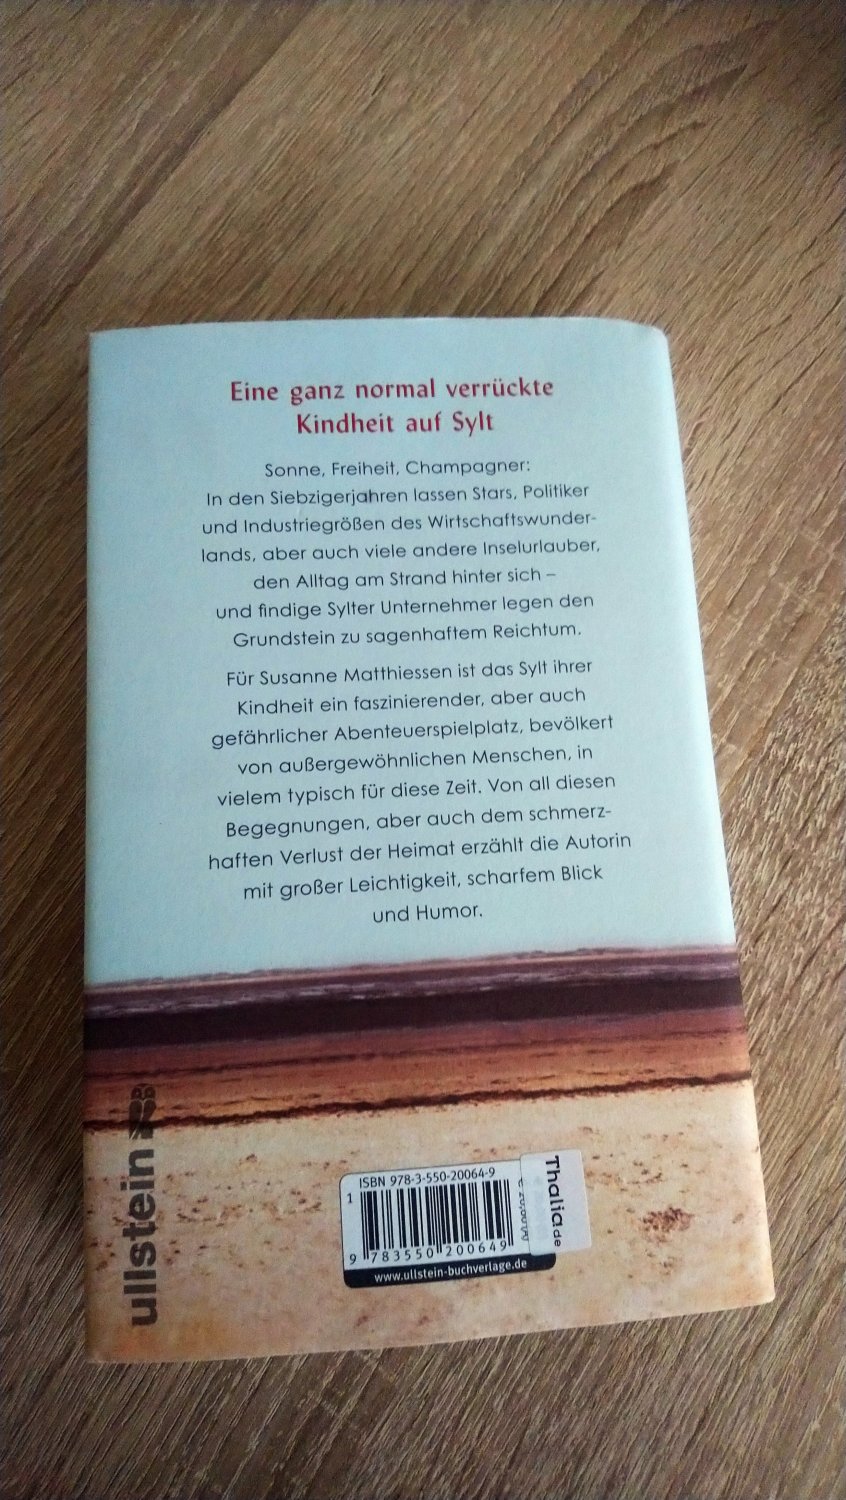 Eine ganz normal verrückte
Kindheit auf Sylt
Sonne, Freiheit, Champagner:
In den Siebzigerjahren lassen Stars, Politiker
und Industriegrößen des Wirtschaftswunder-
lands, aber auch viele andere Inselurlauber,
den Alltag am Strand hinter sich –
und findige Sylter Unternehmer legen den
Grundstein zu sagenhaftem Reichtum.
Für Susanne Matthiessen ist das Sylt ihrer
Kindheit ein faszinierender, aber auch
gefährlicher Abenteuerspielplatz, bevölkert
von außergewöhnlichen Menschen, in
vielem typisch für diese Zeit. Von all diesen
Begegnungen, aber auch dem schmerz-
haften Verlust der Heimat erzählt die Autorin
mit großer Leichtigkeit, scharfem Blick
und Humor.
ullstein
ISBN 978-3-550-20064-9
1
9 783550 200649
www.ullstein-buchverlage.de
Thalia.de